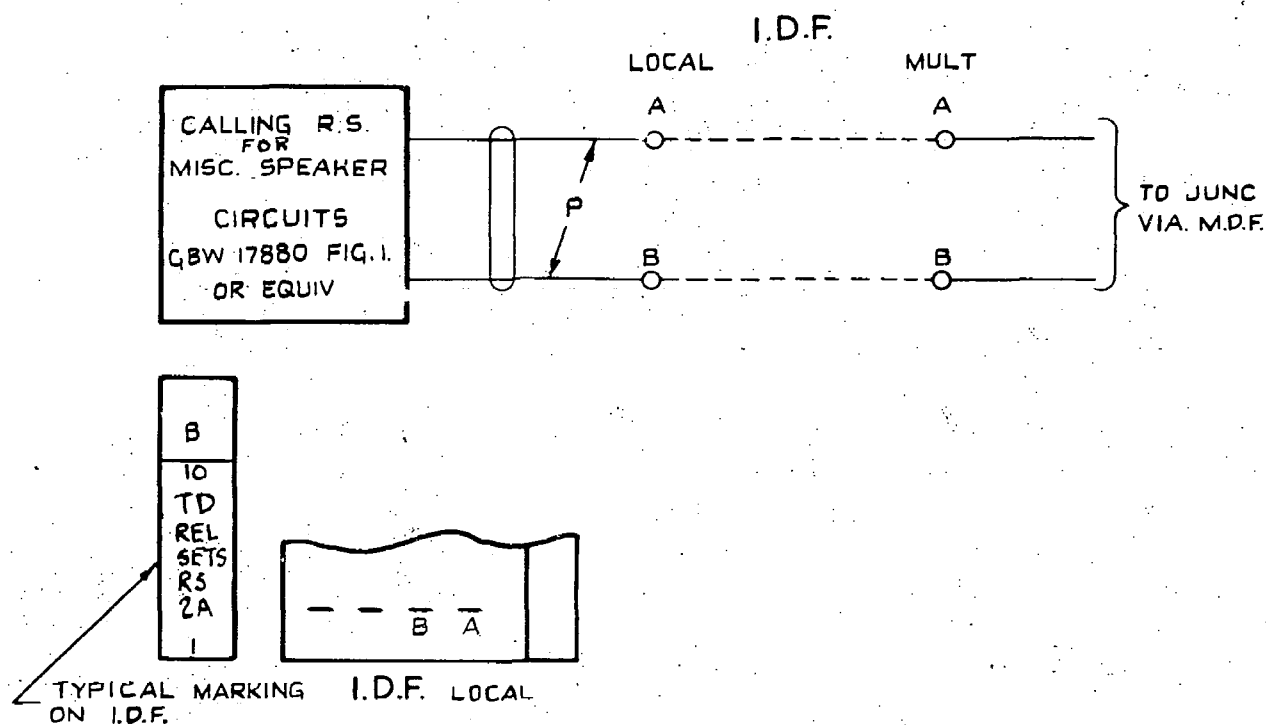 I.D.F.
LOCAL MULT
A A
CALLING R.S.
FOR
MISC. SPEAKER
CIRCUITS
GBW 17880 FIG.1.
OR EQUIV
P
TO JUNC
VIA. M.D.F.
B B
B
10
TD
REL
SETS
RS
2A
1
B A
TYPICAL MARKING
ON I.D.F.
I.D.F. LOCAL